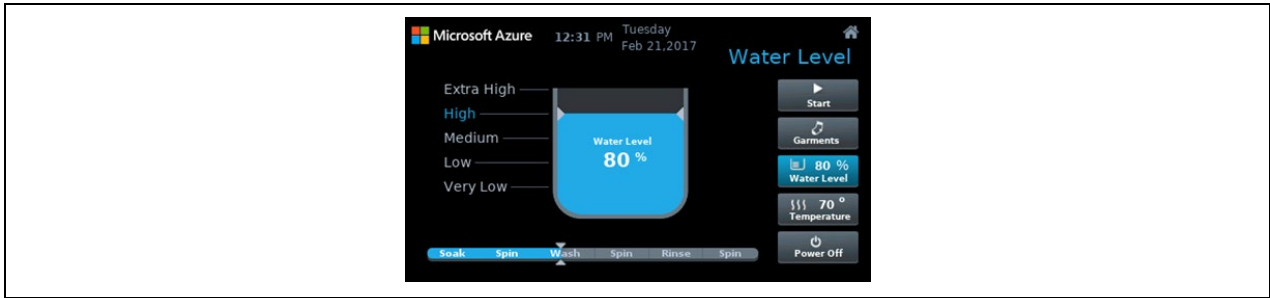 Microsoft Azure 12:31 PM Tuesday
Feb 21,2017
Water Level
Extra High
High
Medium
Low
Very Low
Water Level
80 %
Start
Garments
80 %
Water Level
70 °
Temperature
Power Off
Soak Spin Wash Spin Rinse Spin